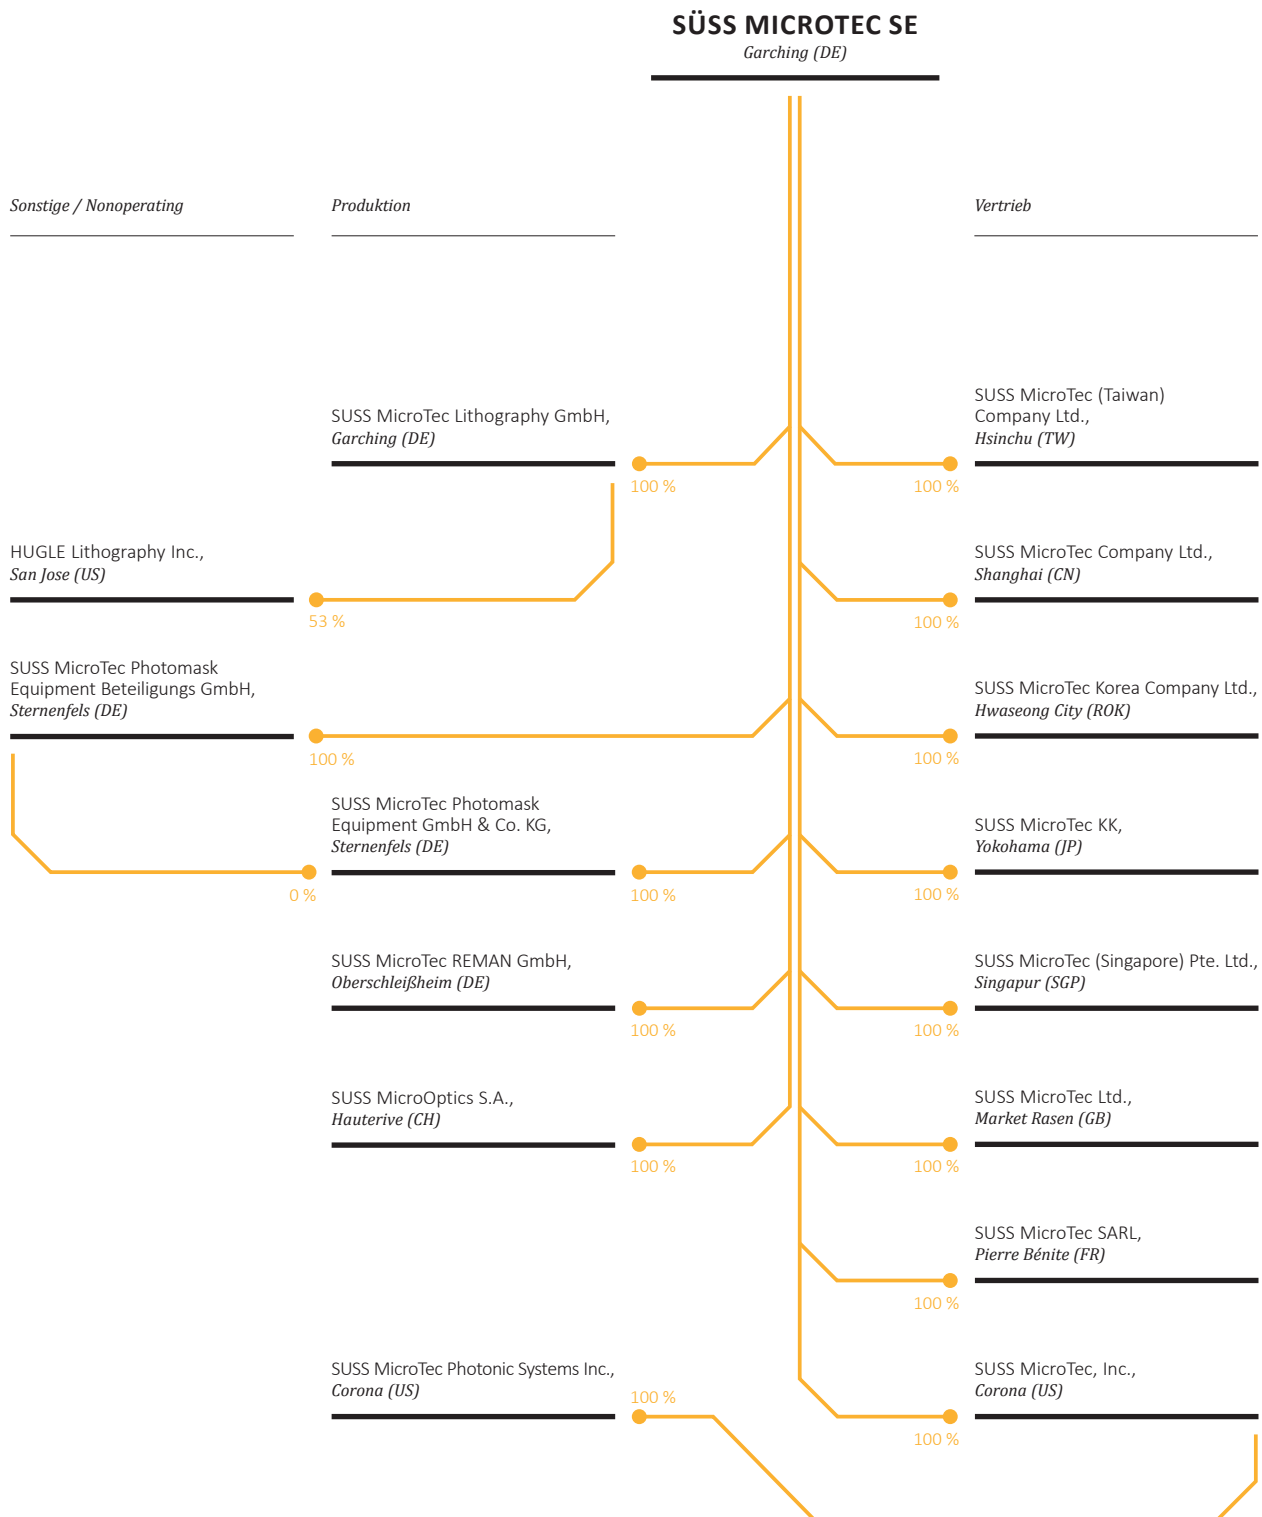 SÜSS MICROTEC SE
Garching (DE)
Sonstige / Nonoperating
Produktion
Vertrieb
SUSS MicroTec Lithography GmbH,
Garching (DE)
100 %
SUSS MicroTec (Taiwan)
Company Ltd.,
Hsinchu (TW)
100 %
HUGLE Lithography Inc.,
San Jose (US)
53 %
SUSS MicroTec Company Ltd.,
Shanghai (CN)
100 %
SUSS MicroTec Photomask
Equipment Beteiligungs GmbH,
Sternenfels (DE)
100 %
SUSS MicroTec Korea Company Ltd.,
Hwaseong City (ROK)
100 %
SUSS MicroTec Photomask
Equipment GmbH & Co. KG,
Sternenfels (DE)
0 %
100 %
SUSS MicroTec KK,
Yokohama (JP)
100 %
SUSS MicroTec REMAN GmbH,
Oberschleißheim (DE)
100 %
SUSS MicroTec (Singapore) Pte. Ltd.,
Singapur (SGP)
100 %
SUSS MicroOptics S.A.,
Hauterive (CH)
100 %
SUSS MicroTec Ltd.,
Market Rasen (GB)
100 %
SUSS MicroTec SARL,
Pierre Bénite (FR)
100 %
SUSS MicroTec Photonic Systems Inc.,
Corona (US)
100 %
SUSS MicroTec, Inc.,
Corona (US)
100 %